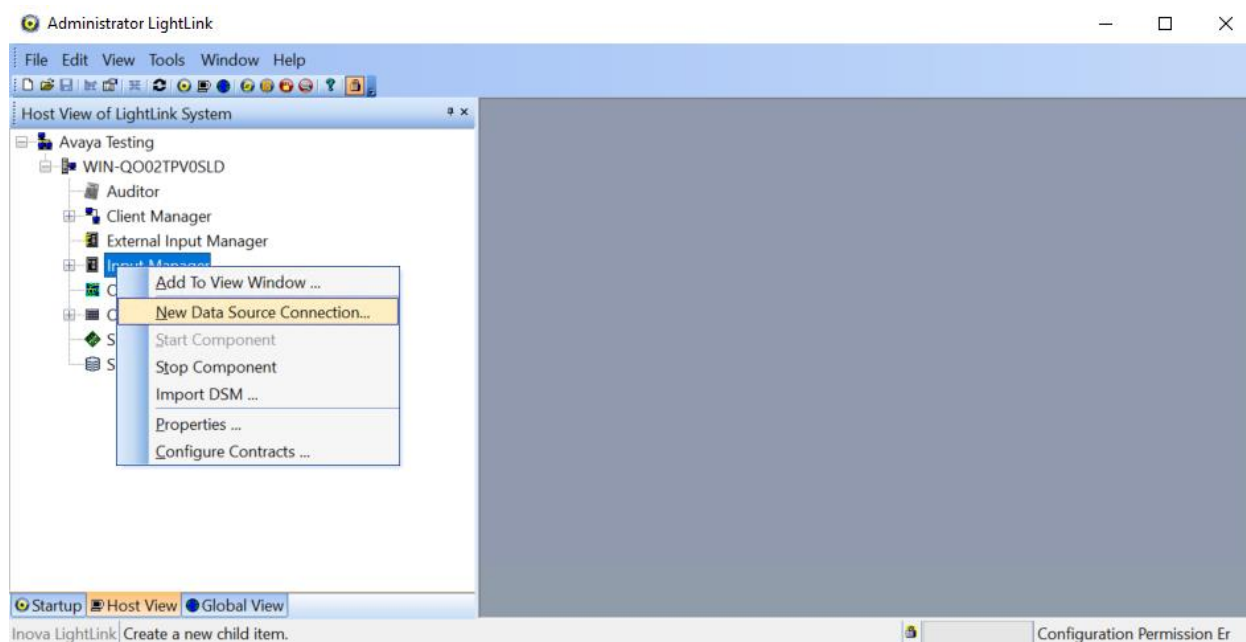 Administrator LightLink
File Edit View Tools Window Help
Host View of LightLink System
Avaya Testing
WIN-QO02TPV0SLD
Auditor
Client Manager
External Input Manager
Input Manager
Add To View Window ...
New Data Source Connection...
Start Component
Stop Component
Import DSM ...
Properties ...
Configure Contracts ...
Startup Host View Global View
Inova LightLink Create a new child item. Configuration Permission Er